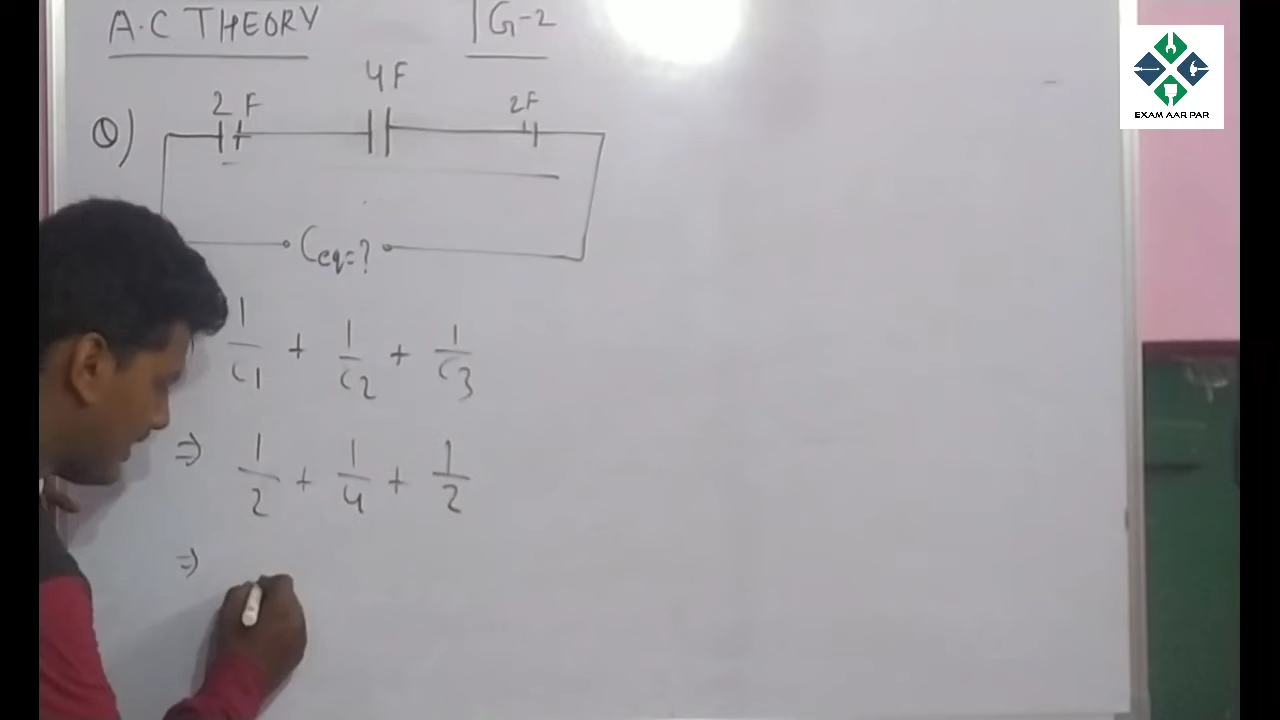 A.C THEORY G-2
EXAM AAR PAR
Q) 2 F 4F 2F
Ceq=?
1/C1 + 1/C2 + 1/C3
⇒ 1/2 + 1/4 + 1/2
⇒